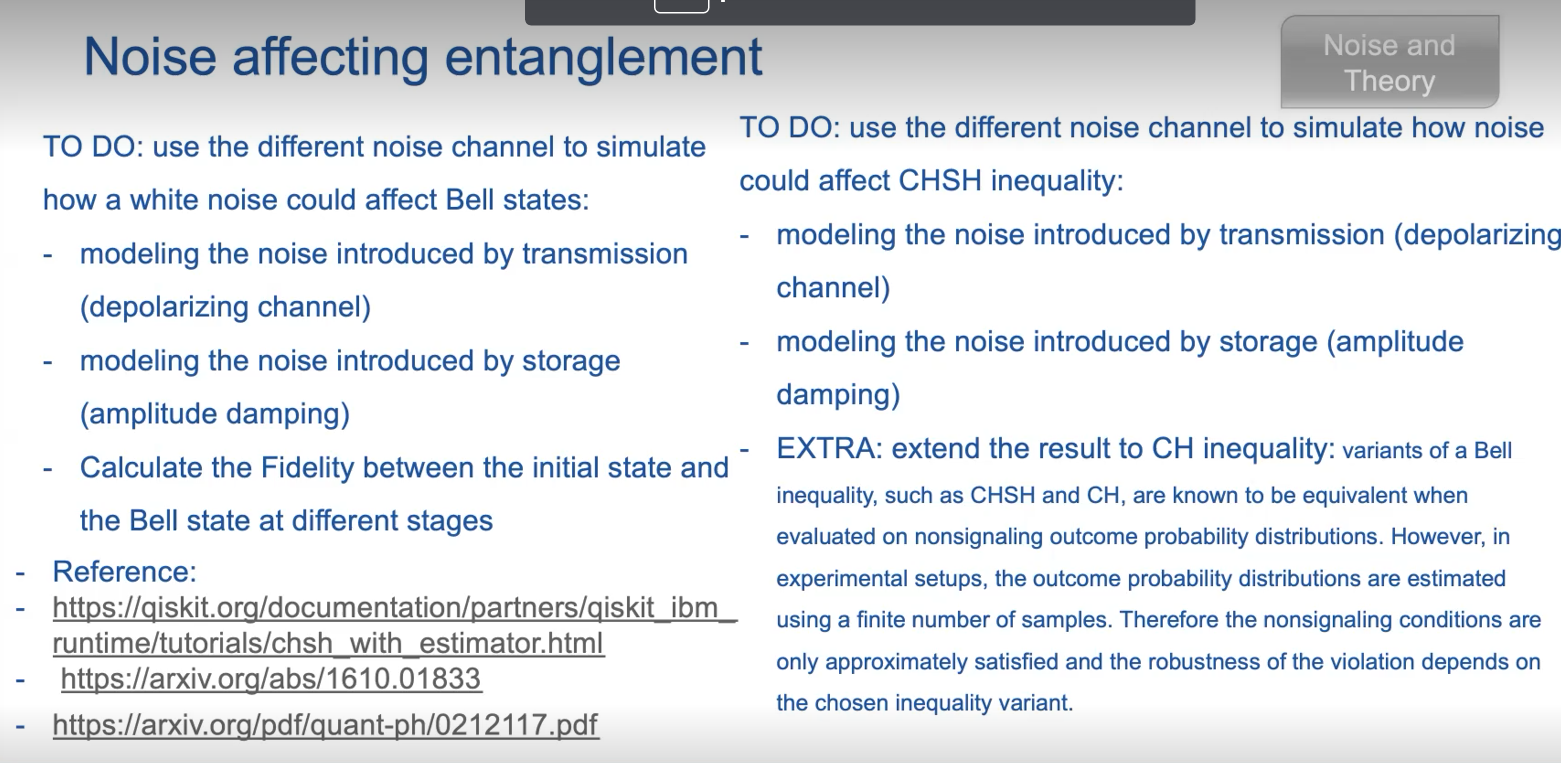 Noise affecting entanglement
Noise and
Theory
TO DO: use the different noise channel to simulate
how a white noise could affect Bell states:
- modeling the noise introduced by transmission
(depolarizing channel)
- modeling the noise introduced by storage
(amplitude damping)
- Calculate the Fidelity between the initial state and
the Bell state at different stages
- Reference:
- https://qiskit.org/documentation/partners/qiskit_ibm_
runtime/tutorials/chsh_with_estimator.html
- https://arxiv.org/abs/1610.01833
- https://arxiv.org/pdf/quant-ph/0212117.pdf
TO DO: use the different noise channel to simulate how noise
could affect CHSH inequality:
- modeling the noise introduced by transmission (depolarizing
channel)
- modeling the noise introduced by storage (amplitude
damping)
- EXTRA: extend the result to CH inequality: variants of a Bell
inequality, such as CHSH and CH, are known to be equivalent when
evaluated on nonsignaling outcome probability distributions. However, in
experimental setups, the outcome probability distributions are estimated
using a finite number of samples. Therefore the nonsignaling conditions are
only approximately satisfied and the robustness of the violation depends on
the chosen inequality variant.